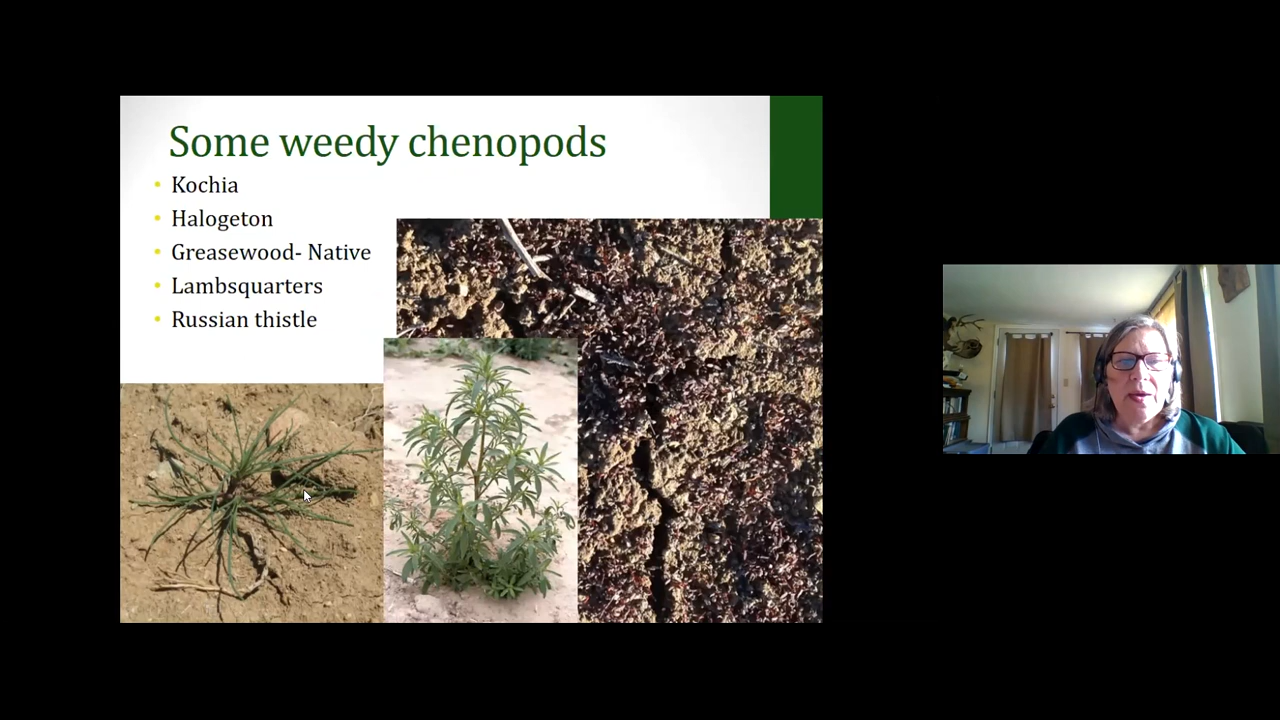 Some weedy chenopods
Kochia
Halogeton
Greasewood- Native
Lambsquarters
Russian thistle